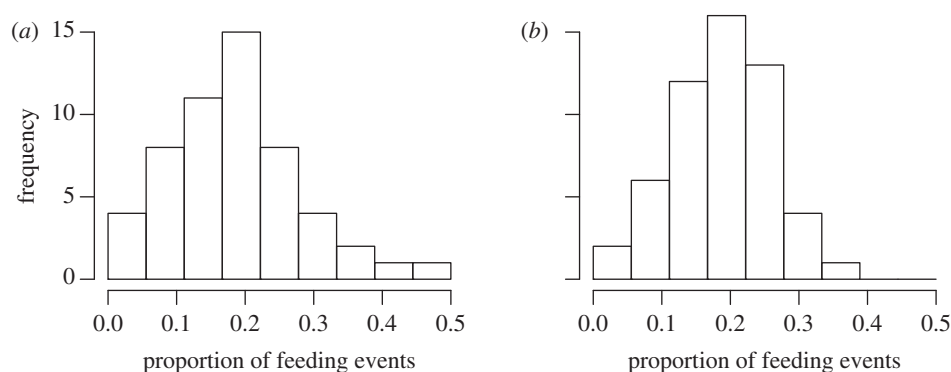 (a)
15
10
5
0
frequency
0.0 0.1 0.2 0.3 0.4 0.5
proportion of feeding events
(b)
0.0 0.1 0.2 0.3 0.4 0.5
proportion of feeding events